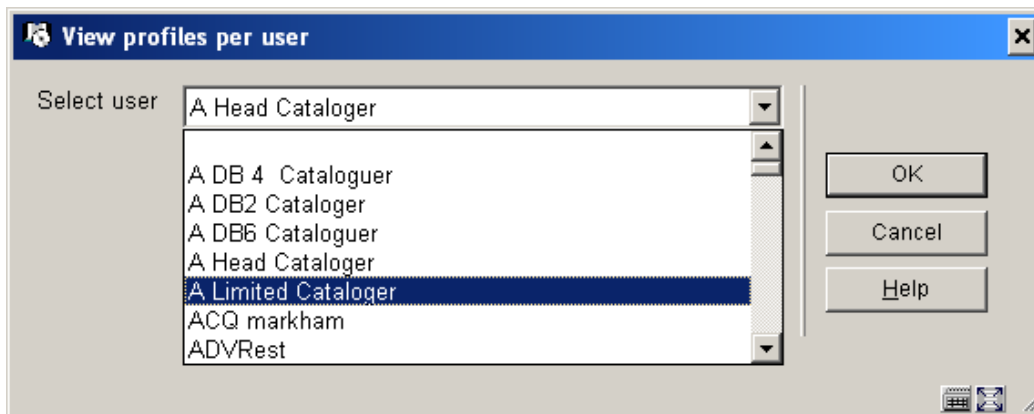 View profiles per user
Select user
A Head Cataloger
A DB 4  Cataloguer
A DB2 Cataloger
A DB6 Cataloguer
A Head Cataloger
A Limited Cataloger
ACQ markham
ADVRest
OK
Cancel
Help